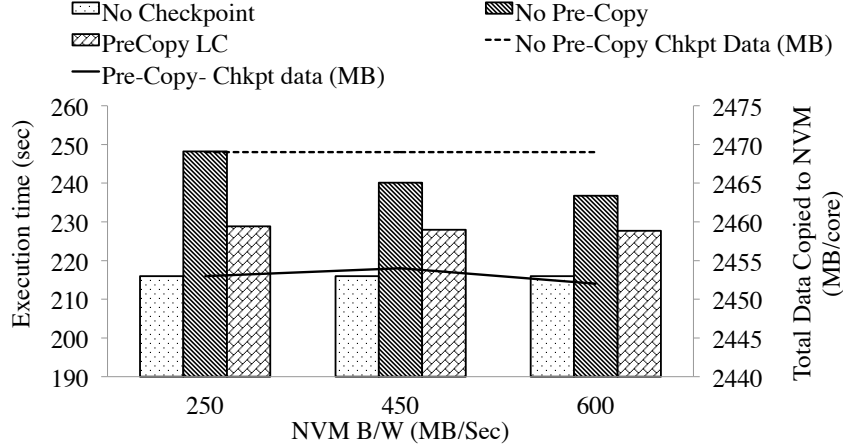 No Checkpoint
No Pre-Copy
PreCopy LC
No Pre-Copy Chkpt Data (MB)
Pre-Copy- Chkpt data (MB)
260
250
240
230
220
210
200
190
Execution time (sec)
2475
2470
2465
2460
2455
2450
2445
2440
Total Data Copied to NVM
(MB/core)
250
450
600
NVM B/W (MB/Sec)